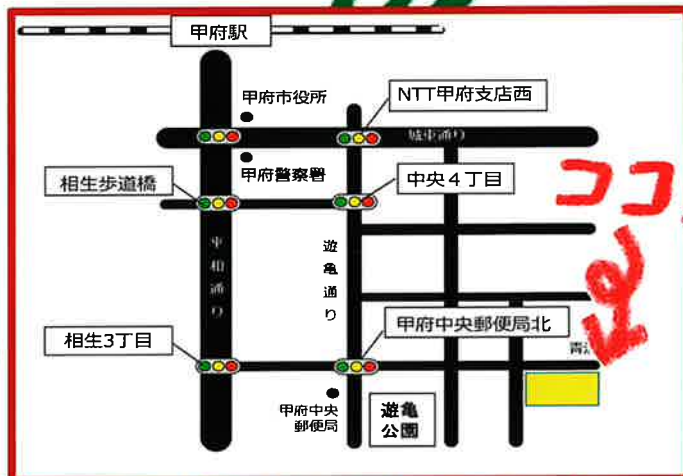 甲府駅
甲府市役所
NTT甲府支店西
城東通り
甲府警察署
相生歩道橋
中央4丁目
ココ
平和通り
遊亀通り
相生3丁目
甲府中央郵便局北
甲府中央
郵便局
遊亀
公園